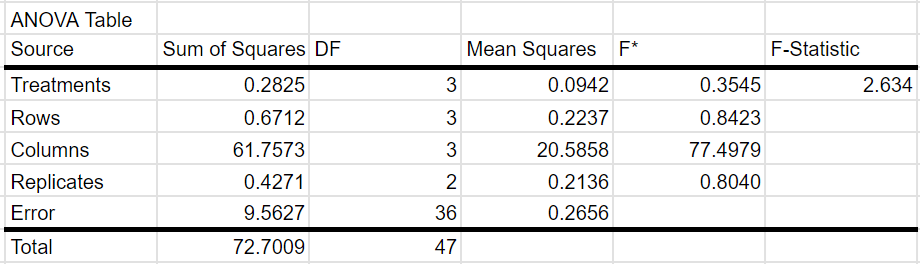 ANOVA Table
Source Sum of Squares DF Mean Squares F* F-Statistic
Treatments 0.2825 3 0.0942 0.3545 2.634
Rows 0.6712 3 0.2237 0.8423
Columns 61.7573 3 20.5858 77.4979
Replicates 0.4271 2 0.2136 0.8040
Error 9.5627 36 0.2656
Total 72.7009 47